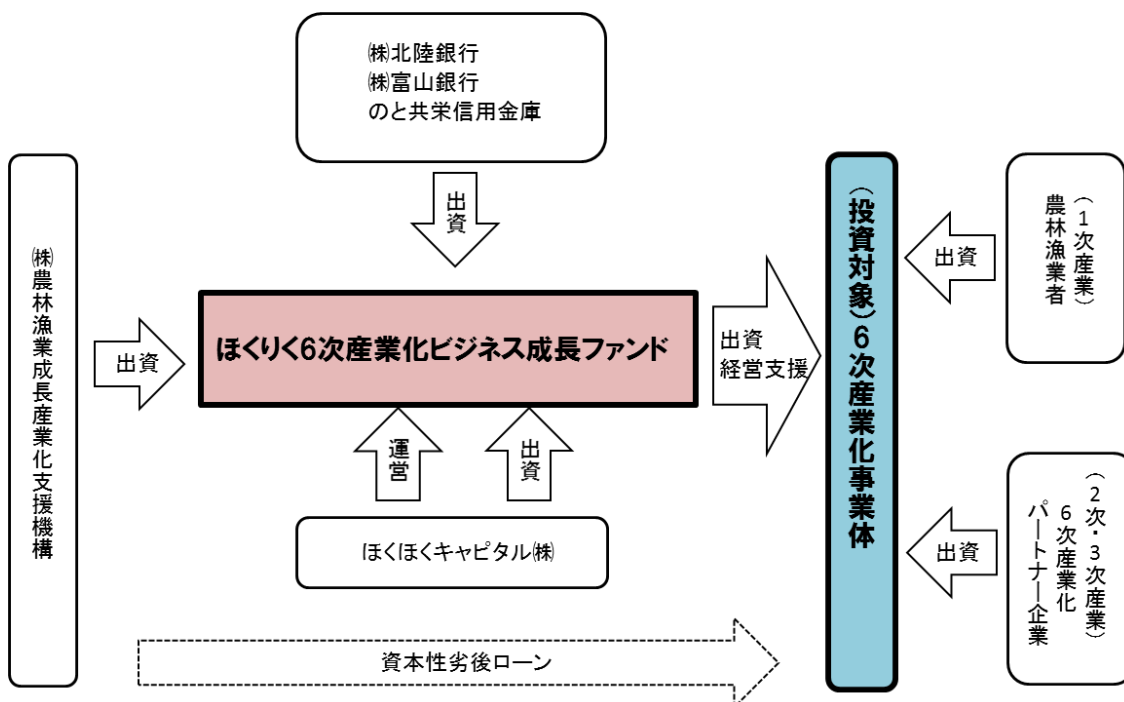 ㈱北陸銀行
㈱富山銀行
のと共栄信用金庫
出資
㈱農林漁業成長産業化支援機構
出資
ほくりく6次産業化ビジネス成長ファンド
出資
経営支援
(投資対象)6次産業化事業体
出資
(1次産業)
農林漁業者
運営
出資
ほくほくキャピタル㈱
出資
(2次・3次産業)
6次産業化
パートナー企業
資本性劣後ローン